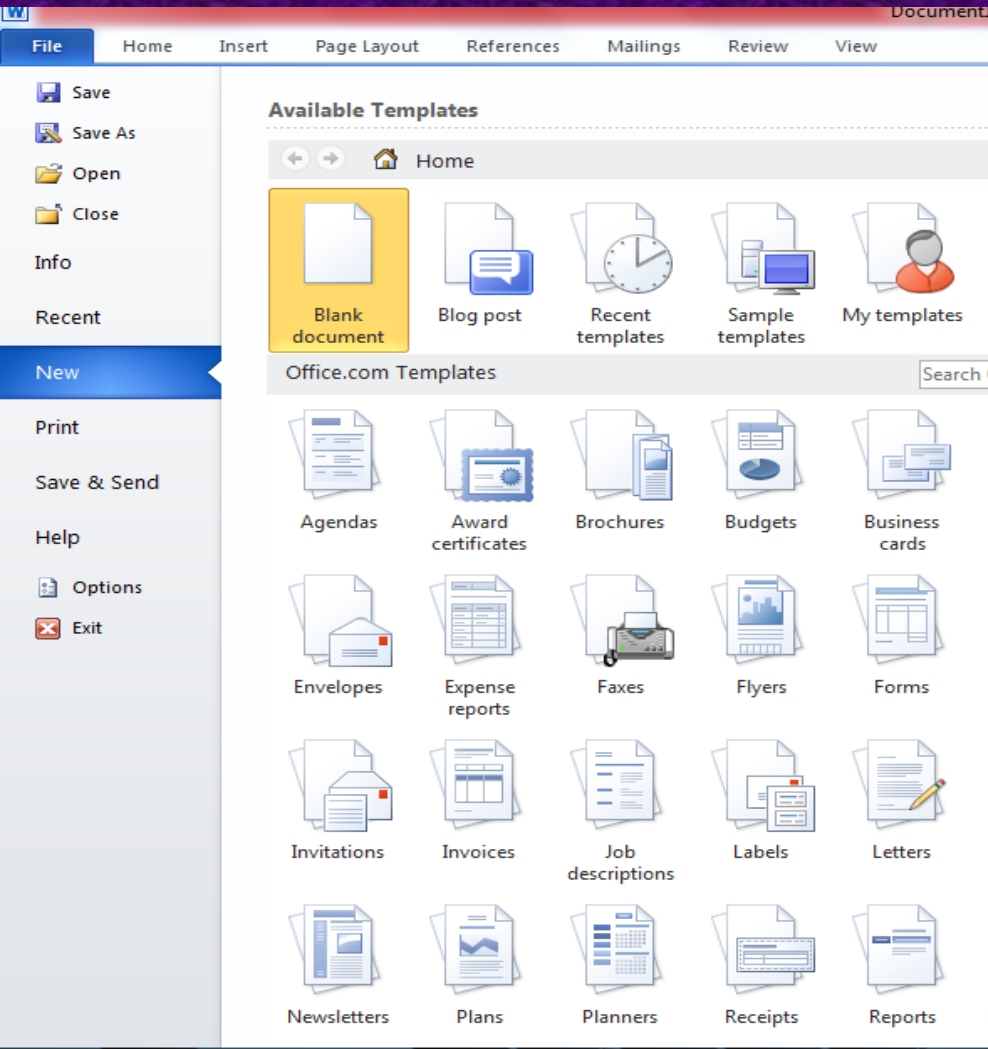 W
Document
File Home Insert Page Layout References Mailings Review View
Save
Save As
Open
Close
Info
Recent
New
Print
Save & Send
Help
Options
Exit
Available Templates
Home
Blank
document
Blog post
Recent
templates
Sample
templates
My templates
Office.com Templates
Search
Agendas
Award
certificates
Brochures
Budgets
Business
cards
Envelopes
Expense
reports
Faxes
Flyers
Forms
Invitations
Invoices
Job
descriptions
Labels
Letters
Newsletters
Plans
Planners
Receipts
Reports